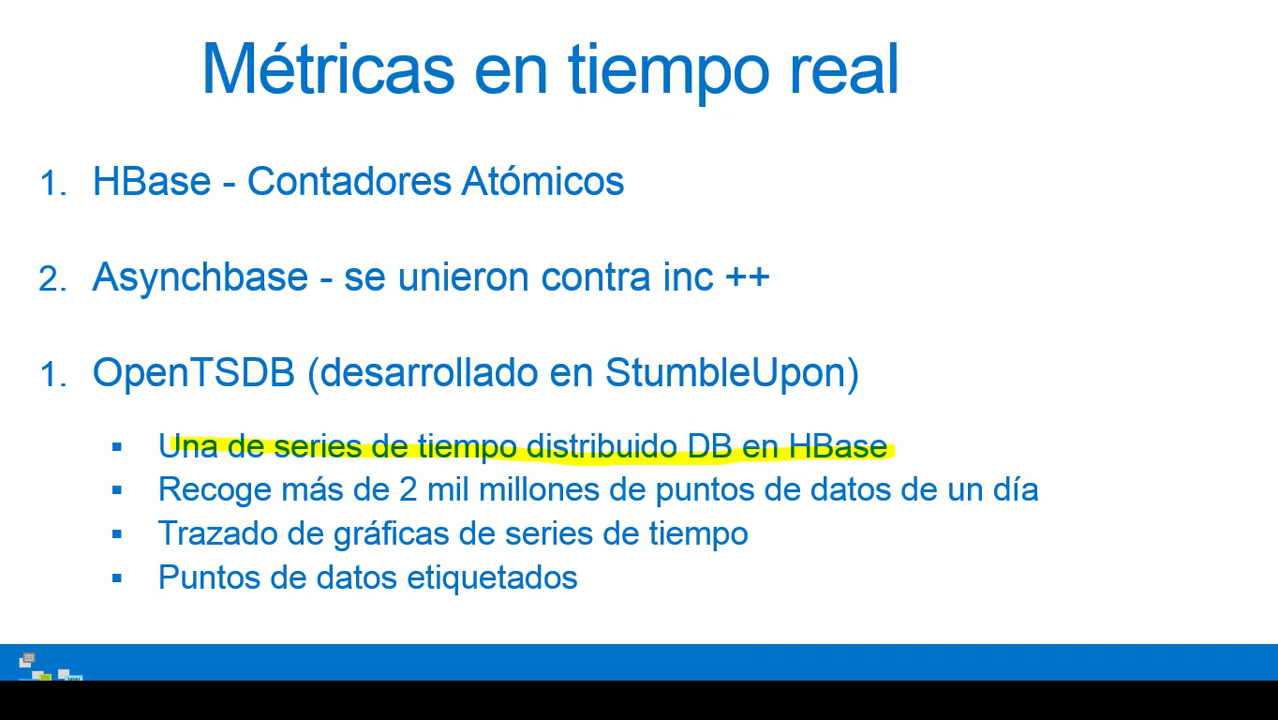 Métricas en tiempo real
1. HBase - Contadores Atómicos
2. Asynchbase - se unieron contra inc ++
1. OpenTSDB (desarrollado en StumbleUpon)
▪ Una de series de tiempo distribuido DB en HBase
▪ Recoge más de 2 mil millones de puntos de datos de un día
▪ Trazado de gráficas de series de tiempo
▪ Puntos de datos etiquetados